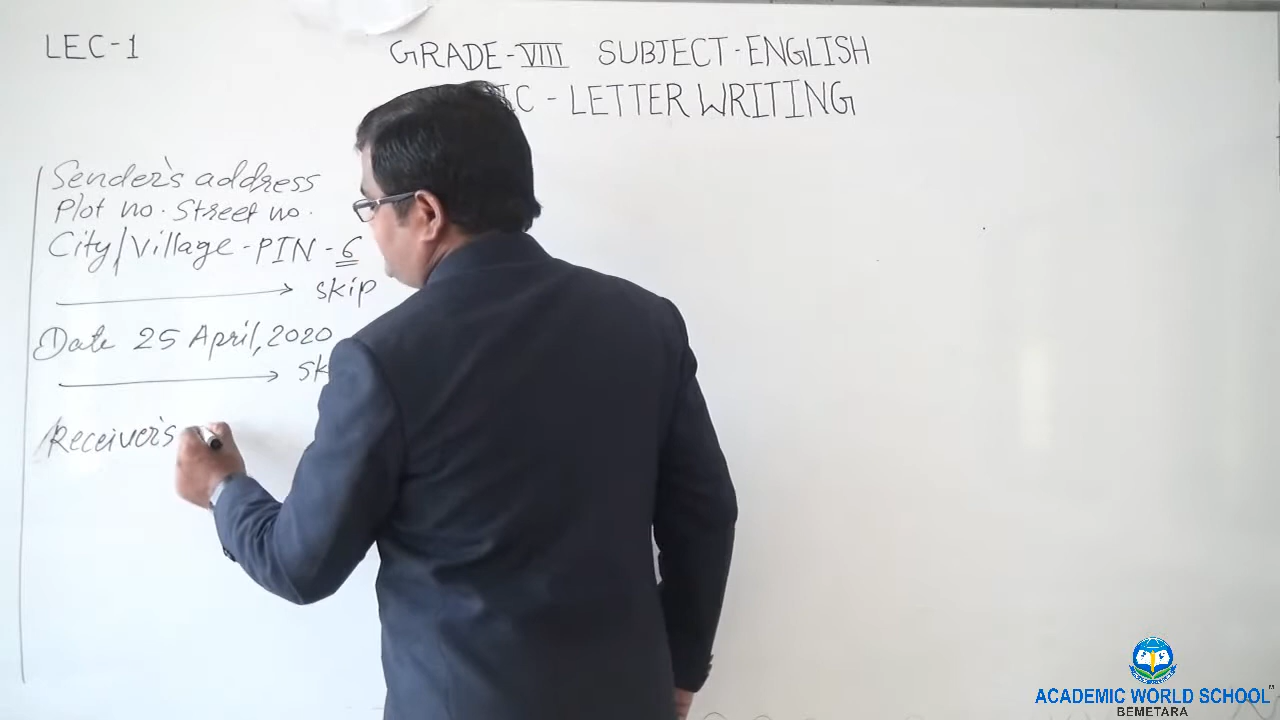 LEC-1
GRADE-VIII SUBJECT-ENGLISH
IC - LETTER WRITING
Sender's address
Plot no. Street no.
City/Village - PIN - 6
skip
Date 25 April, 2020
sk
Receiver's
ACADEMIC WORLD SCHOOL
BEMETARA